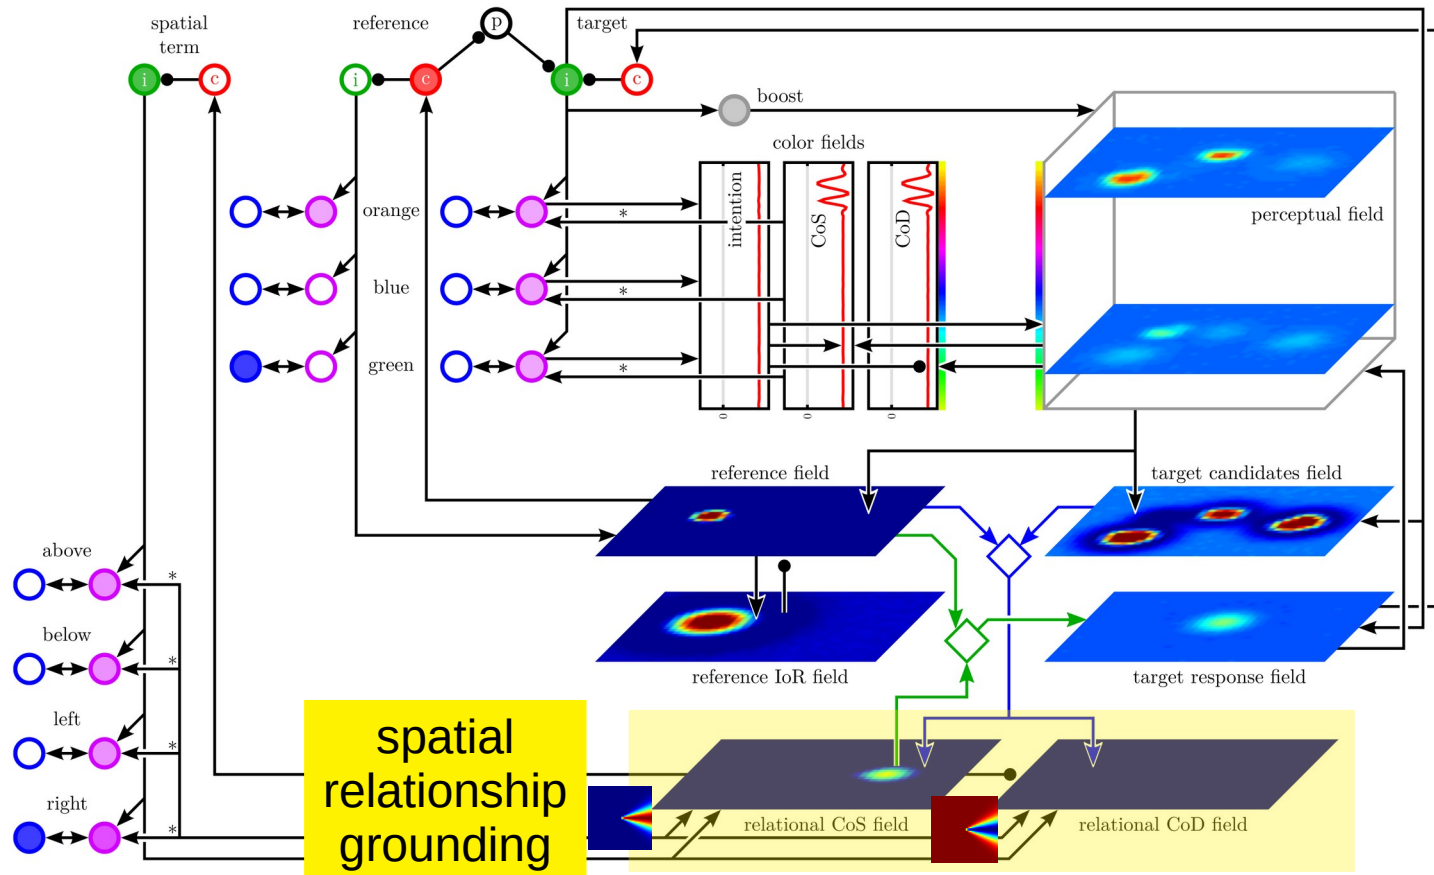 spatial
term
reference
p
target
i
c
i
c
i
c
boost
color fields
intention
CoS
CoD
orange
*
perceptual field
blue
*
green
*
0
0
0
reference field
target candidates field
above
*
below
*
reference IoR field
target response field
left
*
spatial
relationship
grounding
right
*
relational CoS field
relational CoD field